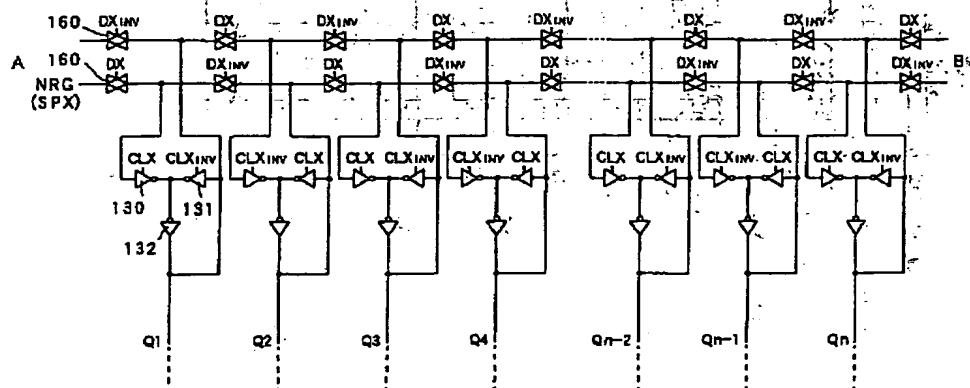 160 DXINV DX DXINV DX DXINV DX DXINV DX
A 160 DX DXINV DX DXINV DX DXINV DX DXINV B
NRG
(SPX)
CLX CLXINV CLXINV CLX CLX CLXINV CLXINV CLX CLX CLXINV CLXINV CLX CLX CLXINV
130 131
132
Q1 Q2 Q3 Q4 Qn-2 Qn-1 Qn